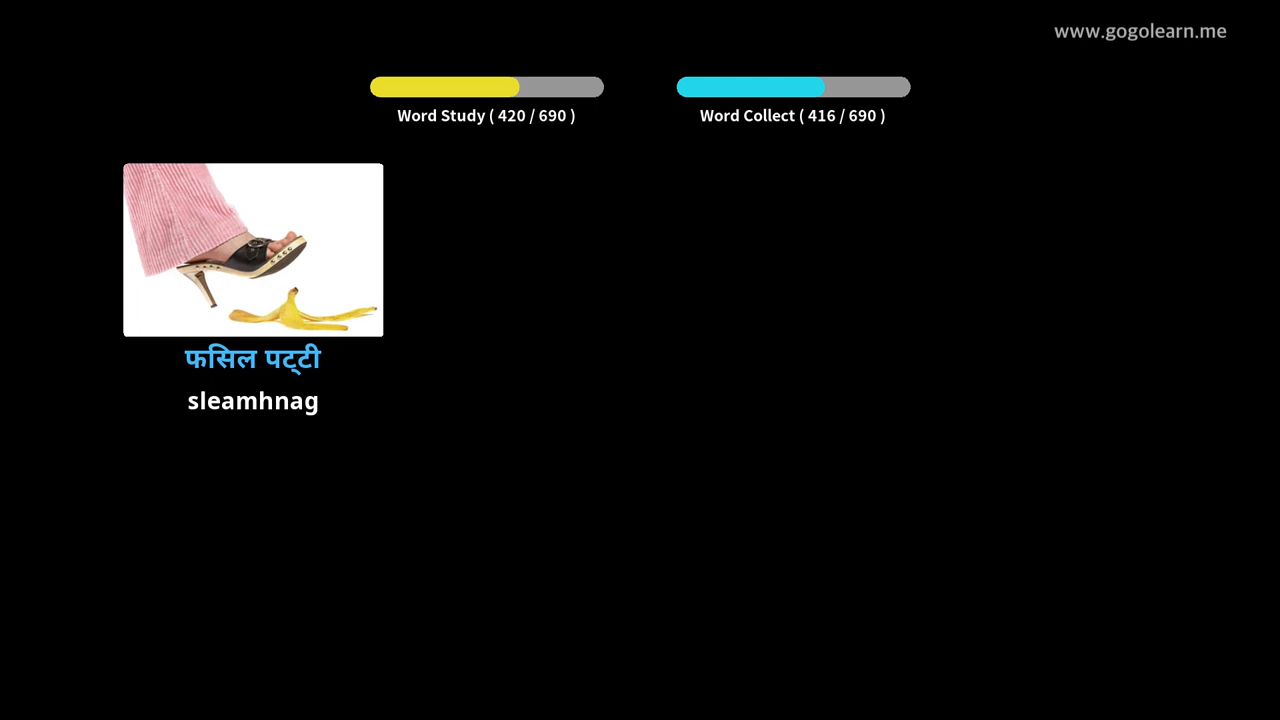 www.gogolearn.me
Word Study ( 420 / 690 )
Word Collect ( 416 / 690 )
फसिल पट्टी
sleamhnag